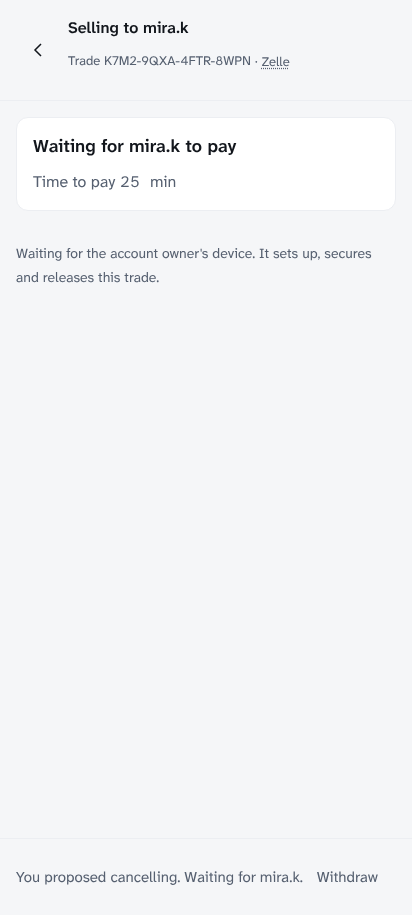 Selling to mira.k
Trade K7M2-9QXA-4FTR-8WPN · Zelle
Waiting for mira.k to pay
Time to pay 25 min
Waiting for the account owner's device. It sets up, secures
and releases this trade.
You proposed cancelling. Waiting for mira.k. Withdraw